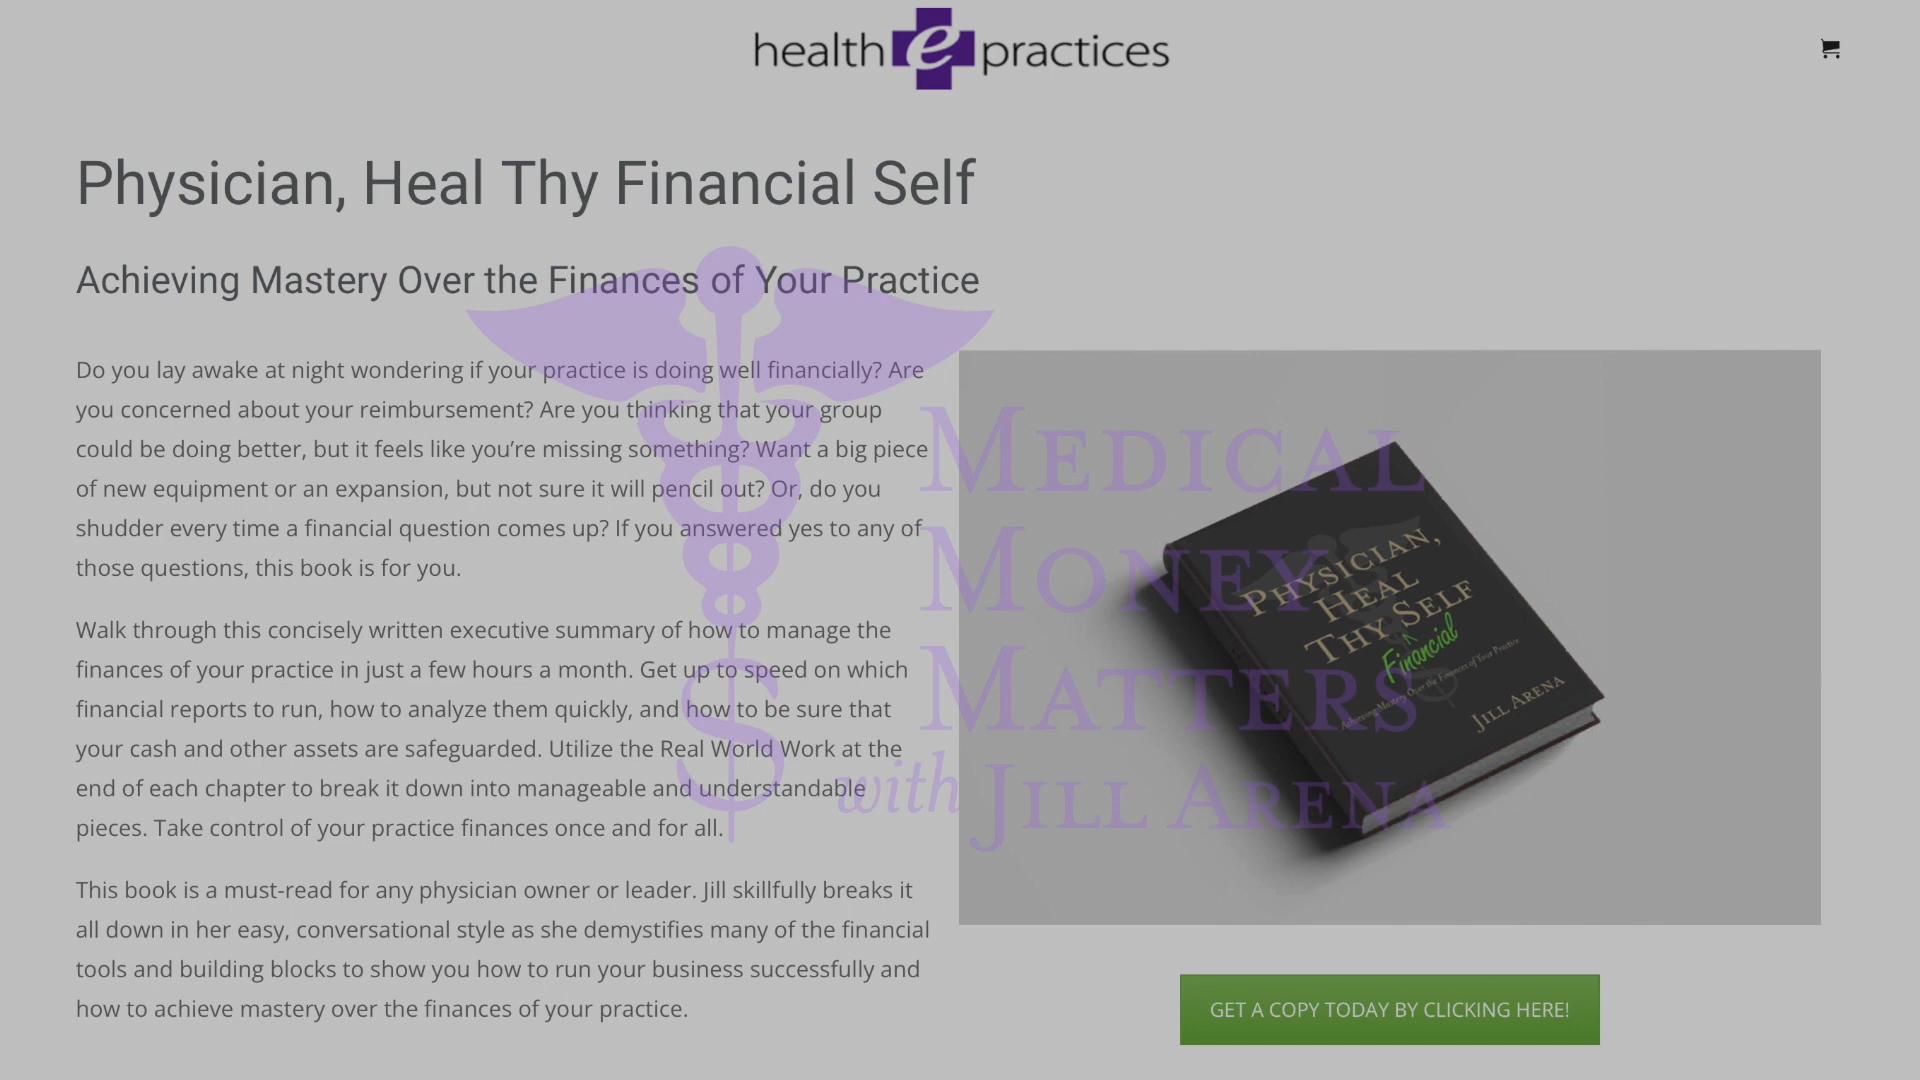 health e practices
Physician, Heal Thy Financial Self
Achieving Mastery Over the Finances of Your Practice
Do you lay awake at night wondering if your practice is doing well financially? Are
you concerned about your reimbursement? Are you thinking that your group
could be doing better, but it feels like you’re missing something? Want a big piece
of new equipment or an expansion, but not sure it will pencil out? Or, do you
shudder every time a financial question comes up? If you answered yes to any of
those questions, this book is for you.
Walk through this concisely written executive summary of how to manage the
finances of your practice in just a few hours a month. Get up to speed on which
financial reports to run, how to analyze them quickly, and how to be sure that
your cash and other assets are safeguarded. Utilize the Real World Work at the
end of each chapter to break it down into manageable and understandable
pieces. Take control of your practice finances once and for all.
This book is a must-read for any physician owner or leader. Jill skillfully breaks it
all down in her easy, conversational style as she demystifies many of the financial
tools and building blocks to show you how to run your business successfully and
how to achieve mastery over the finances of your practice.
Medical
Money
Matters
with Jill Arena
Physician,
Heal
Thy Self
Financial
Achieving Mastery Over the Finances of Your Practice
Jill Arena
GET A COPY TODAY BY CLICKING HERE!